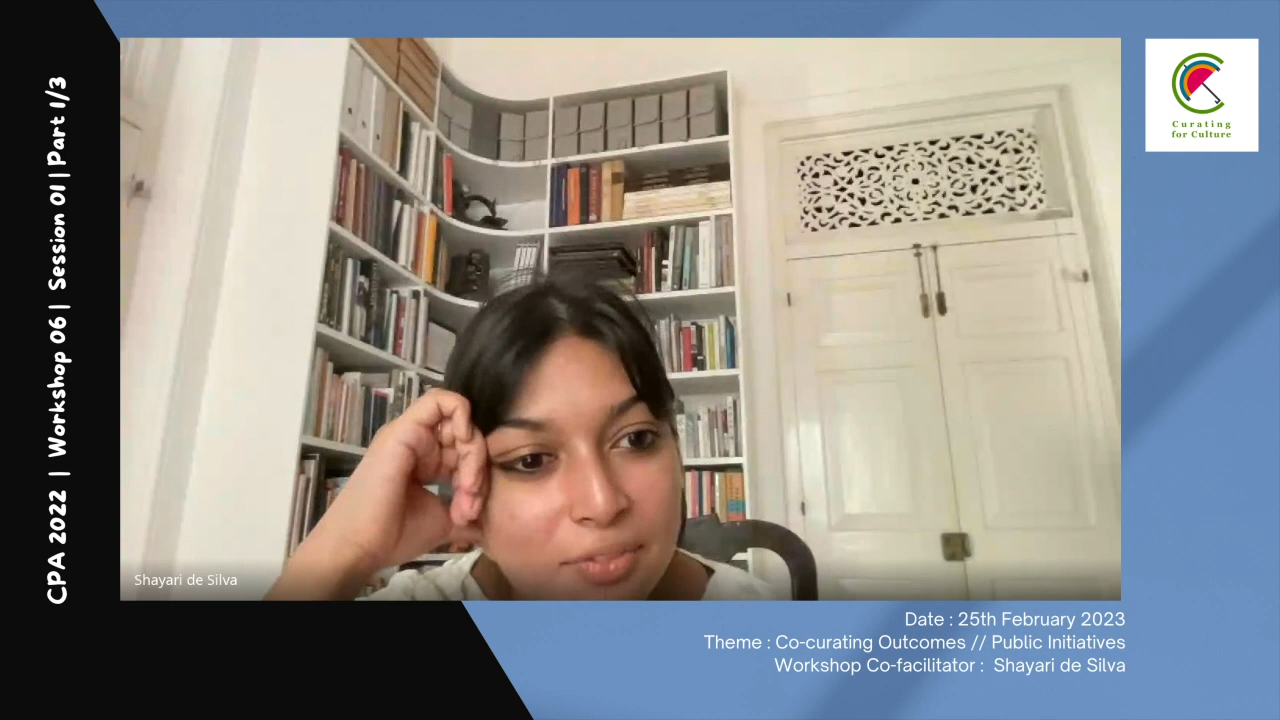 CPA 2022 | Workshop 06 | Session 01 | Part 1/3
Curating
for Culture
Shayari de Silva
Date : 25th February 2023
Theme : Co-curating Outcomes // Public Initiatives
Workshop Co-facilitator : Shayari de Silva